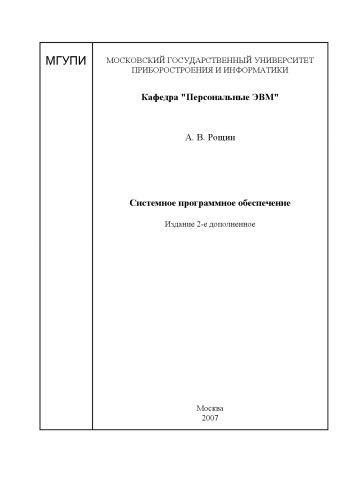 МГУПИ
МОСКОВСКИЙ ГОСУДАРСТВЕННЫЙ УНИВЕРСИТЕТ
ПРИБОРОСТРОЕНИЯ И ИНФОРМАТИКИ
Кафедра "Персональные ЭВМ"
А. В. Рощин
Системное программное обеспечение
Издание 2-е дополненное
Москва
2007